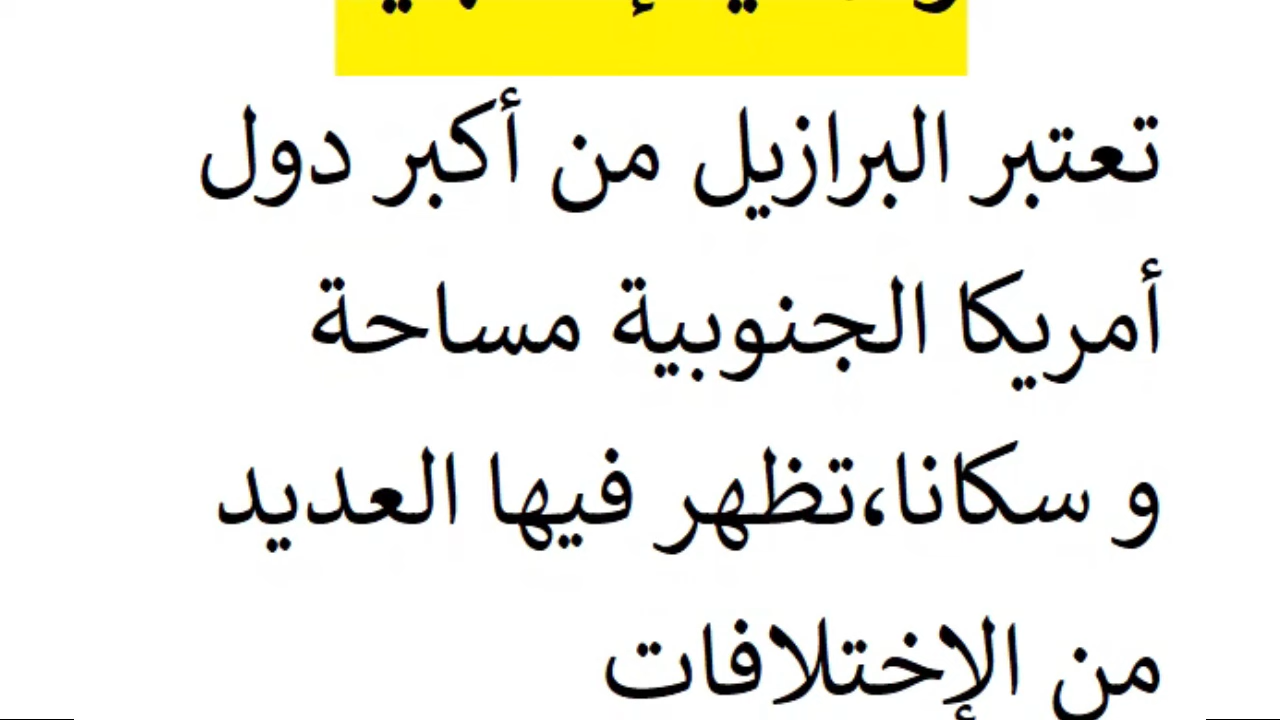 تعتبر البرازيل من أكبر دول
أمريكا الجنوبية مساحة
و سكانا،تظهر فيها العديد
من الإختلافات